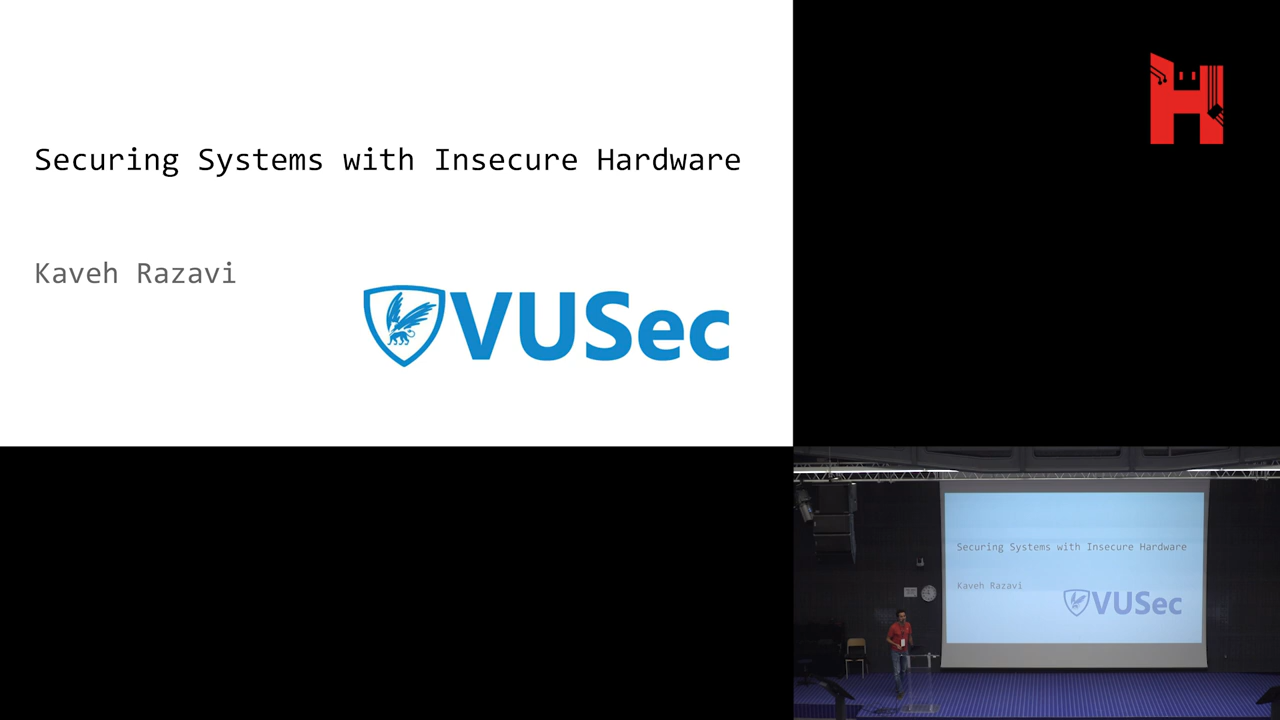 Securing Systems with Insecure Hardware
Kaveh Razavi
VUSec
H
Securing Systems with Insecure Hardware
Kaveh Razavi
VUSec